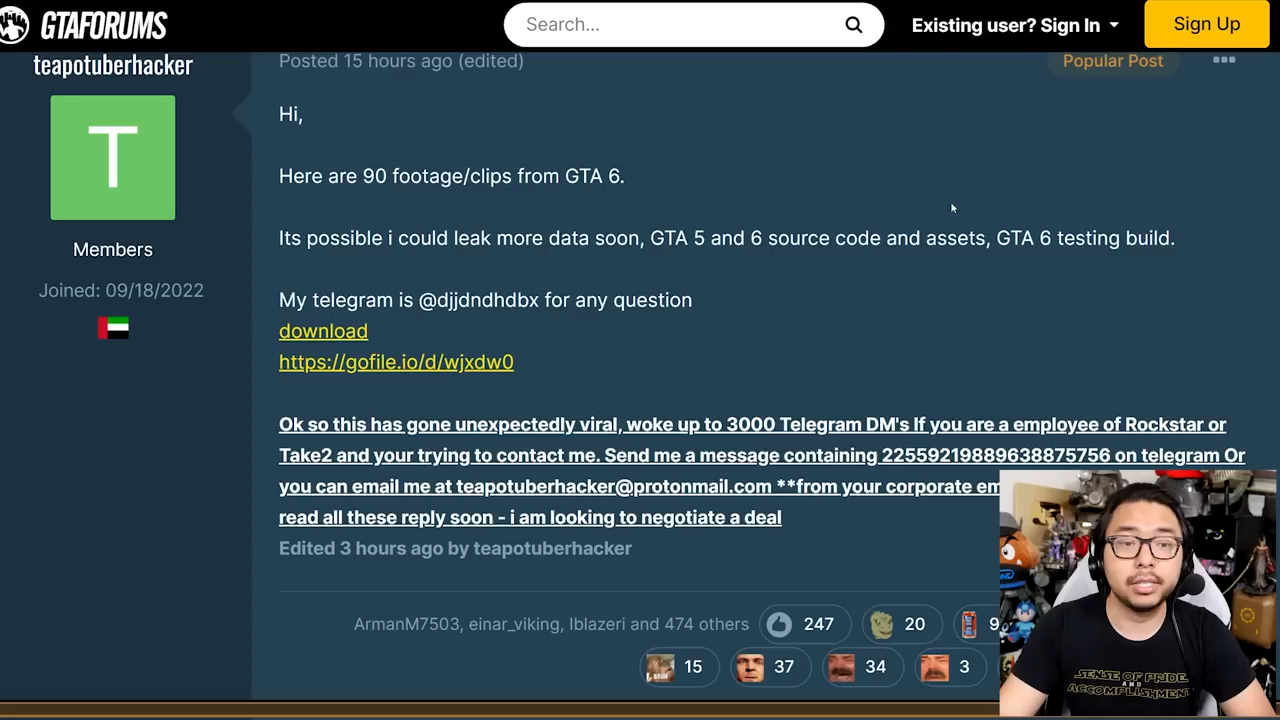 GTAFORUMS
Search...
Existing user? Sign In
Sign Up
teapotuberhacker
T
Members
Joined: 09/18/2022
Posted 15 hours ago (edited)
Popular Post
Hi,
Here are 90 footage/clips from GTA 6.
Its possible i could leak more data soon, GTA 5 and 6 source code and assets, GTA 6 testing build.
My telegram is @djjdndhdbx for any question
download
https://gofile.io/d/wjxdw0
Ok so this has gone unexpectedly viral, woke up to 3000 Telegram DM's If you are a employee of Rockstar or
Take2 and your trying to contact me. Send me a message containing 22559219889638875756 on telegram Or
you can email me at teapotuberhacker@protonmail.com **from your corporate em
read all these reply soon - i am looking to negotiate a deal
Edited 3 hours ago by teapotuberhacker
ArmanM7503, einar_viking, Iblazeri and 474 others
247
20
9
15
37
34
3
SENSE OF PRIDE
AND
ACCOMPLISHMENT